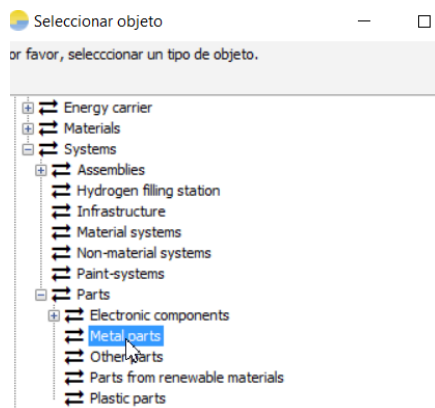 Seleccionar objeto
or favor, selecccionar un tipo de objeto.
Energy carrier
Materials
Systems
Assemblies
Hydrogen filling station
Infrastructure
Material systems
Non-material systems
Paint-systems
Parts
Electronic components
Metal parts
Other parts
Parts from renewable materials
Plastic parts